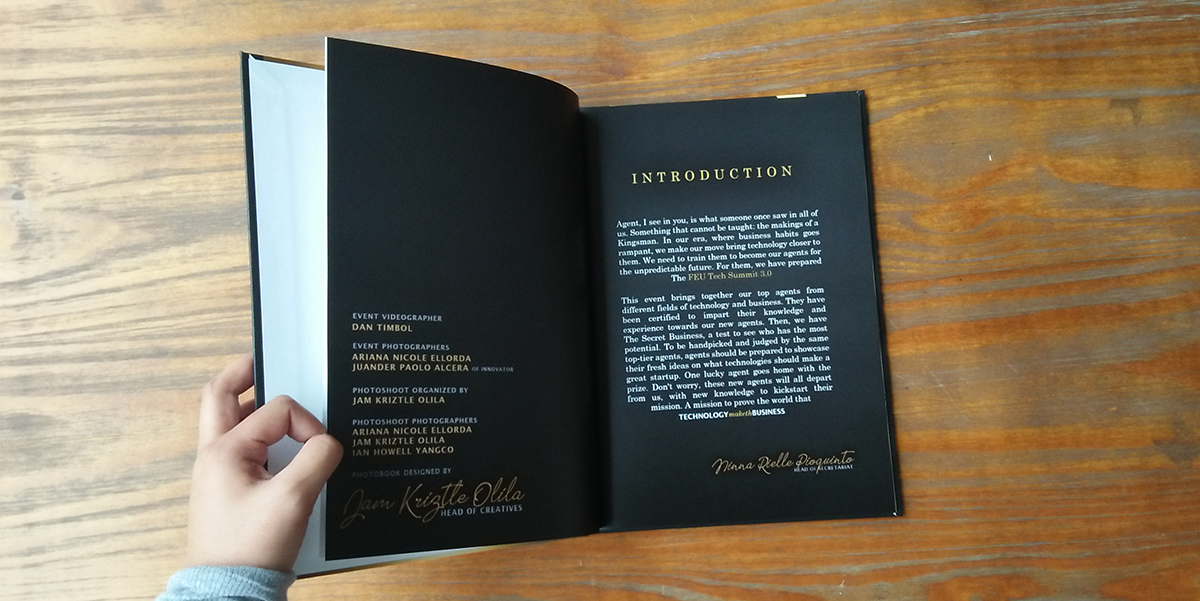 EVENT VIDEOGRAPHER
DAN TIMBOL
EVENT PHOTOGRAPHERS
ARIANA NICOLE ELLORDA
JUANDER PAOLO ALCERA OF INNOVATOR
PHOTOSHOOT ORGANIZED BY
JAM KRIZTLE OLILA
PHOTOSHOOT PHOTOGRAPHERS
ARIANA NICOLE ELLORDA
JAM KRIZTLE OLILA
IAN HOWELL YANGCO
PHOTOBOOK DESIGNED BY
Jam Kriztle Olila
HEAD OF CREATIVES
INTRODUCTION
Agent, I see in you, is what someone once saw in all of
us. Something that cannot be taught: the makings of a
Kingsman. In our era, where business habits goes
rampant, we make our move bring technology closer to
them. We need to train them to become our agents for
the unpredictable future. For them, we have prepared
The FEU Tech Summit 3.0
This event brings together our top agents from
different fields of technology and business. They have
been certified to impart their knowledge and
experience towards our new agents. Then, we have
The Secret Business, a test to see who has the most
potential. To be handpicked and judged by the same
top-tier agents, agents should be prepared to showcase
their fresh ideas on what technologies should make a
great startup. One lucky agent goes home with the
prize. Don't worry, these new agents will all depart
from us, with new knowledge to kickstart their
mission. A mission to prove the world that
TECHNOLOGYmakethBUSINESS
Ninna Rielle Pioquinto
HEAD OF SECRETARIAT